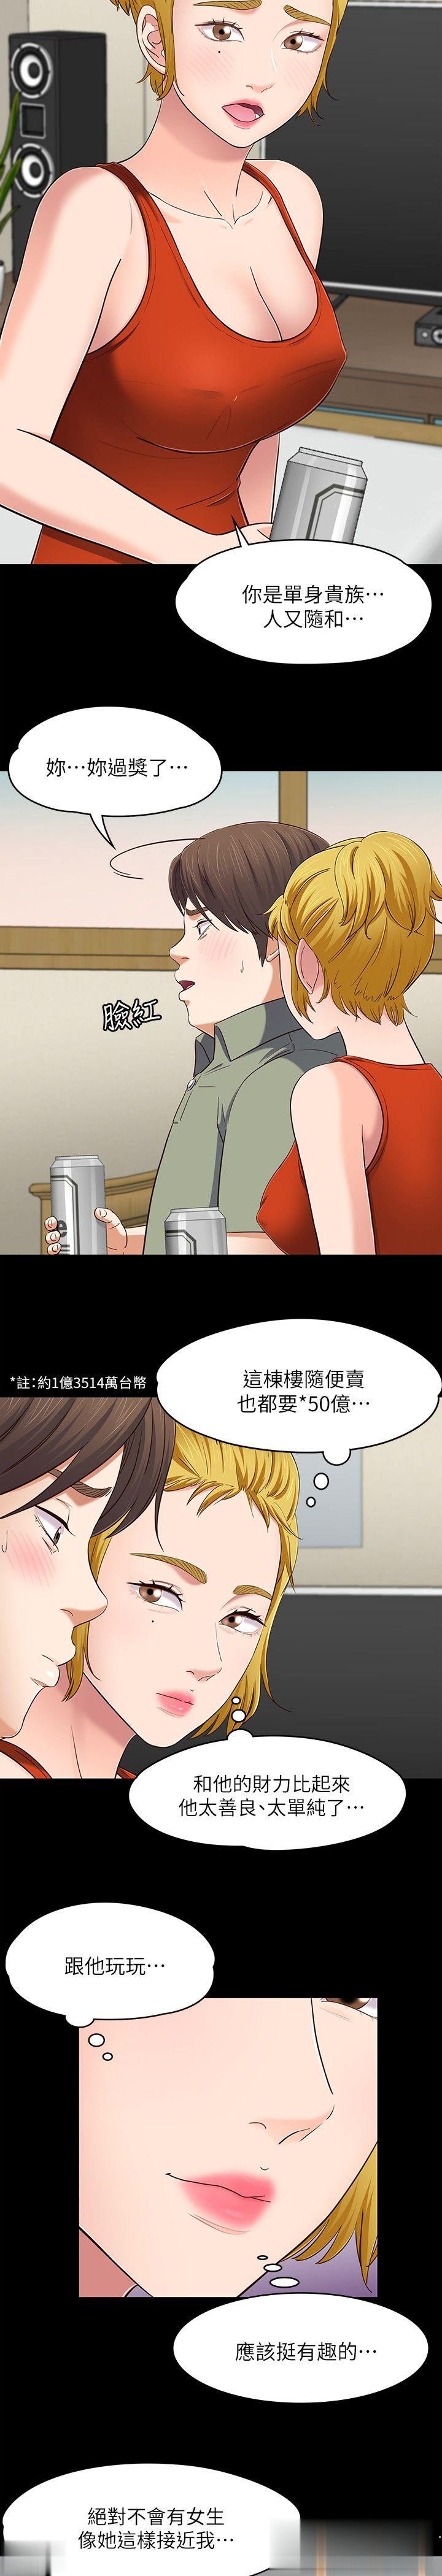 你是單身貴族…
人又隨和…
妳…妳過獎了…
臉紅
*註：約1億3514萬台幣
這棟樓隨便賣
也都要*50億…
和他的財力比起來
他太善良、太單純了…
跟他玩玩…
應該挺有趣的…
絕對不會有女生
像她這樣接近我…